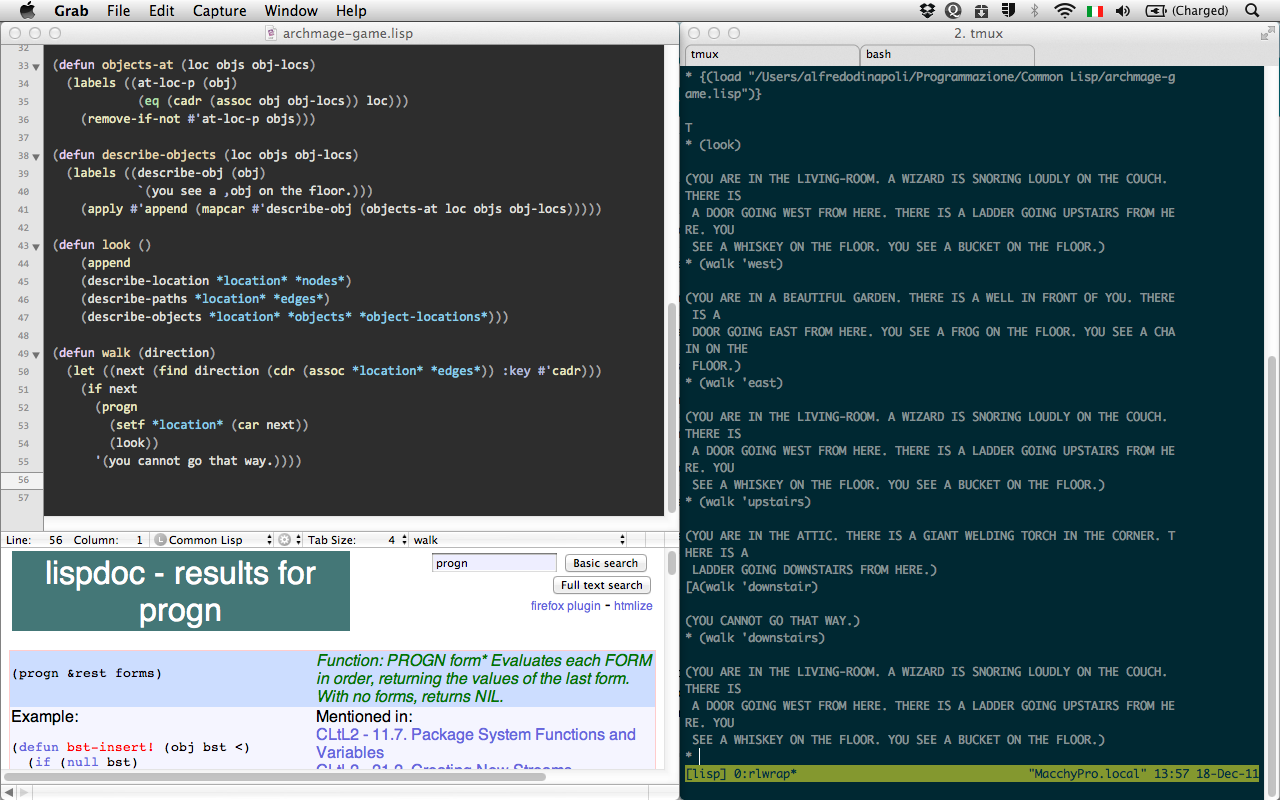 Grab File Edit Capture Window Help (Charged)
archmage-game.lisp
32
33 (defun objects-at (loc objs obj-locs)
34 (labels ((at-loc-p (obj)
35 (eq (cadr (assoc obj obj-locs)) loc)))
36 (remove-if-not #'at-loc-p objs)))
37
38 (defun describe-objects (loc objs obj-locs)
39 (labels ((describe-obj (obj)
40 `(you see a ,obj on the floor.)))
41 (apply #'append (mapcar #'describe-obj (objects-at loc objs obj-locs)))))
42
43 (defun look ()
44 (append
45 (describe-location *location* *nodes*)
46 (describe-paths *location* *edges*)
47 (describe-objects *location* *objects* *object-locations*)))
48
49 (defun walk (direction)
50 (let ((next (find direction (cdr (assoc *location* *edges*)) :key #'cadr)))
51 (if next
52 (progn
53 (setf *location* (car next))
54 (look))
55 '(you cannot go that way.))))
56
57
Line: 56 Column: 1 L Common Lisp Tab Size: 4 walk
lispdoc - results for
progn
progn Basic search
Full text search
firefox plugin - htmlize
(progn &rest forms)
Function: PROGN form* Evaluates each FORM
in order, returning the values of the last form.
With no forms, returns NIL.
Example:
(defun bst-insert! (obj bst <)
(if (null bst)
Mentioned in:
CLtL2 - 11.7. Package System Functions and
Variables
CLtL2 - 21.2. Creating New Streams
2. tmux
tmux bash
* {(load "/Users/alfredodinapoli/Programmazione/Common Lisp/archmage-g
ame.lisp")}
T
* (look)
(YOU ARE IN THE LIVING-ROOM. A WIZARD IS SNORING LOUDLY ON THE COUCH.
THERE IS
A DOOR GOING WEST FROM HERE. THERE IS A LADDER GOING UPSTAIRS FROM HE
RE. YOU
SEE A WHISKEY ON THE FLOOR. YOU SEE A BUCKET ON THE FLOOR.)
* (walk 'west)
(YOU ARE IN A BEAUTIFUL GARDEN. THERE IS A WELL IN FRONT OF YOU. THERE
IS A
DOOR GOING EAST FROM HERE. YOU SEE A FROG ON THE FLOOR. YOU SEE A CHA
IN ON THE
FLOOR.)
* (walk 'east)
(YOU ARE IN THE LIVING-ROOM. A WIZARD IS SNORING LOUDLY ON THE COUCH.
THERE IS
A DOOR GOING WEST FROM HERE. THERE IS A LADDER GOING UPSTAIRS FROM HE
RE. YOU
SEE A WHISKEY ON THE FLOOR. YOU SEE A BUCKET ON THE FLOOR.)
* (walk 'upstairs)
(YOU ARE IN THE ATTIC. THERE IS A GIANT WELDING TORCH IN THE CORNER. T
HERE IS A
LADDER GOING DOWNSTAIRS FROM HERE.)
[A(walk 'downstair)
(YOU CANNOT GO THAT WAY.)
* (walk 'downstairs)
(YOU ARE IN THE LIVING-ROOM. A WIZARD IS SNORING LOUDLY ON THE COUCH.
THERE IS
A DOOR GOING WEST FROM HERE. THERE IS A LADDER GOING UPSTAIRS FROM HE
RE. YOU
SEE A WHISKEY ON THE FLOOR. YOU SEE A BUCKET ON THE FLOOR.)
*
[lisp] 0:rlwrap* "MacchyPro.local" 13:57 18-Dec-11